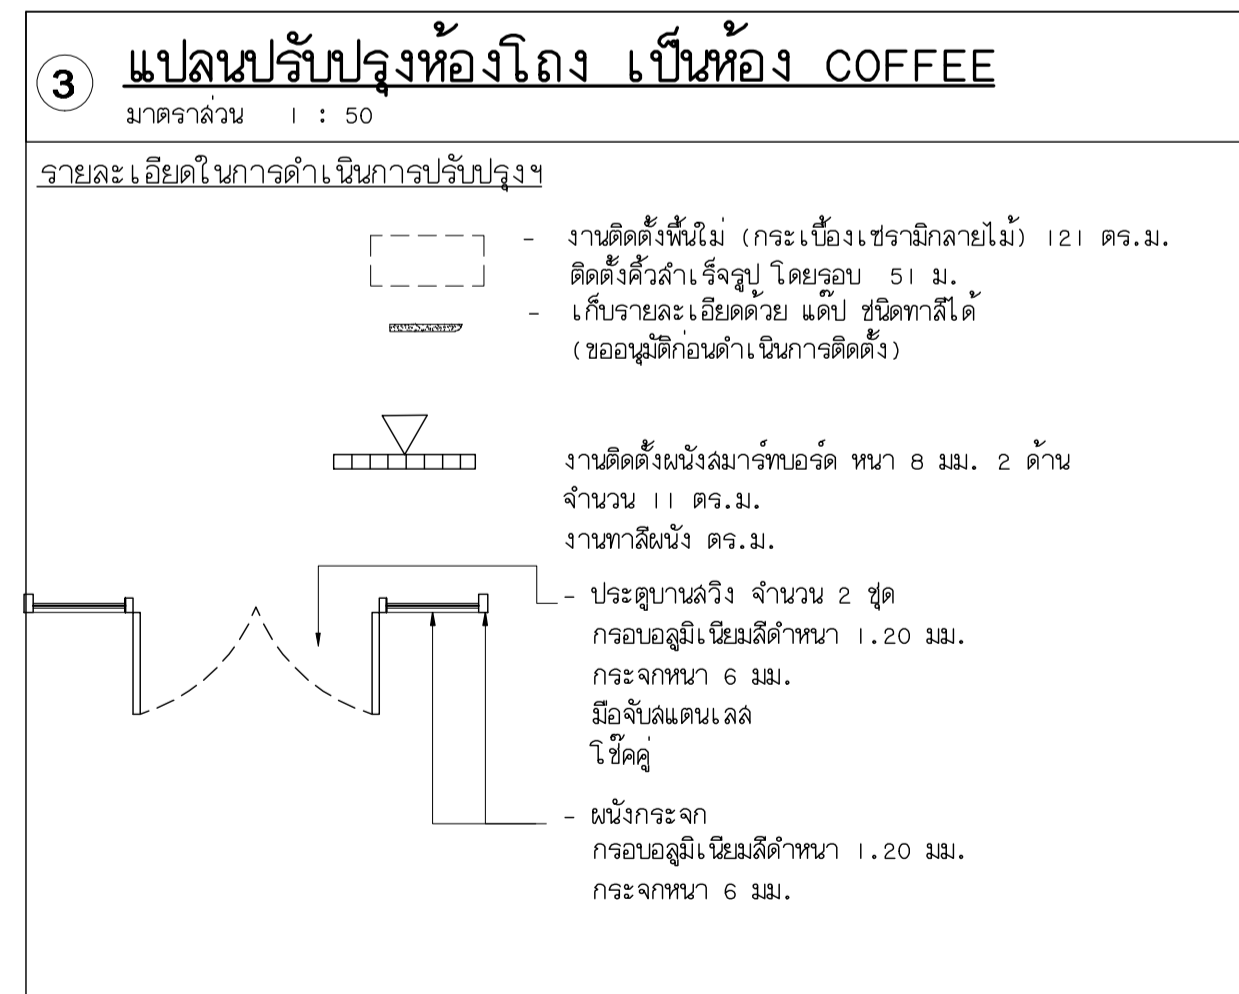 3 แปลนปรับปรุงห้องโถง เป็นห้อง COFFEE
มาตราส่วน 1 : 50
รายละเอียดในการดำเนินการปรับปรุงฯ
- งานติดตั้งพื้นใหม่ (กระเบื้องเซรามิกลายไม้) 121 ตร.ม.
ติดตั้งคิ้วสำเร็จรูป โดยรอบ 51 ม.
- เก็บรายละเอียดด้วย แด๊ป ชนิดทาสีได้
(ขออนุมัติก่อนดำเนินการติดตั้ง)
งานติดตั้งผนังสมาร์ทบอร์ด หนา 8 มม. 2 ด้าน
จำนวน 11 ตร.ม.
งานทาสีผนัง ตร.ม.
- ประตูบานสวิง จำนวน 2 ชุด
กรอบอลูมิเนียมสีดำหนา 1.20 มม.
กระจกหนา 6 มม.
มือจับสแตนเลส
โช๊คคู่
- ผนังกระจก
กรอบอลูมิเนียมสีดำหนา 1.20 มม.
กระจกหนา 6 มม.